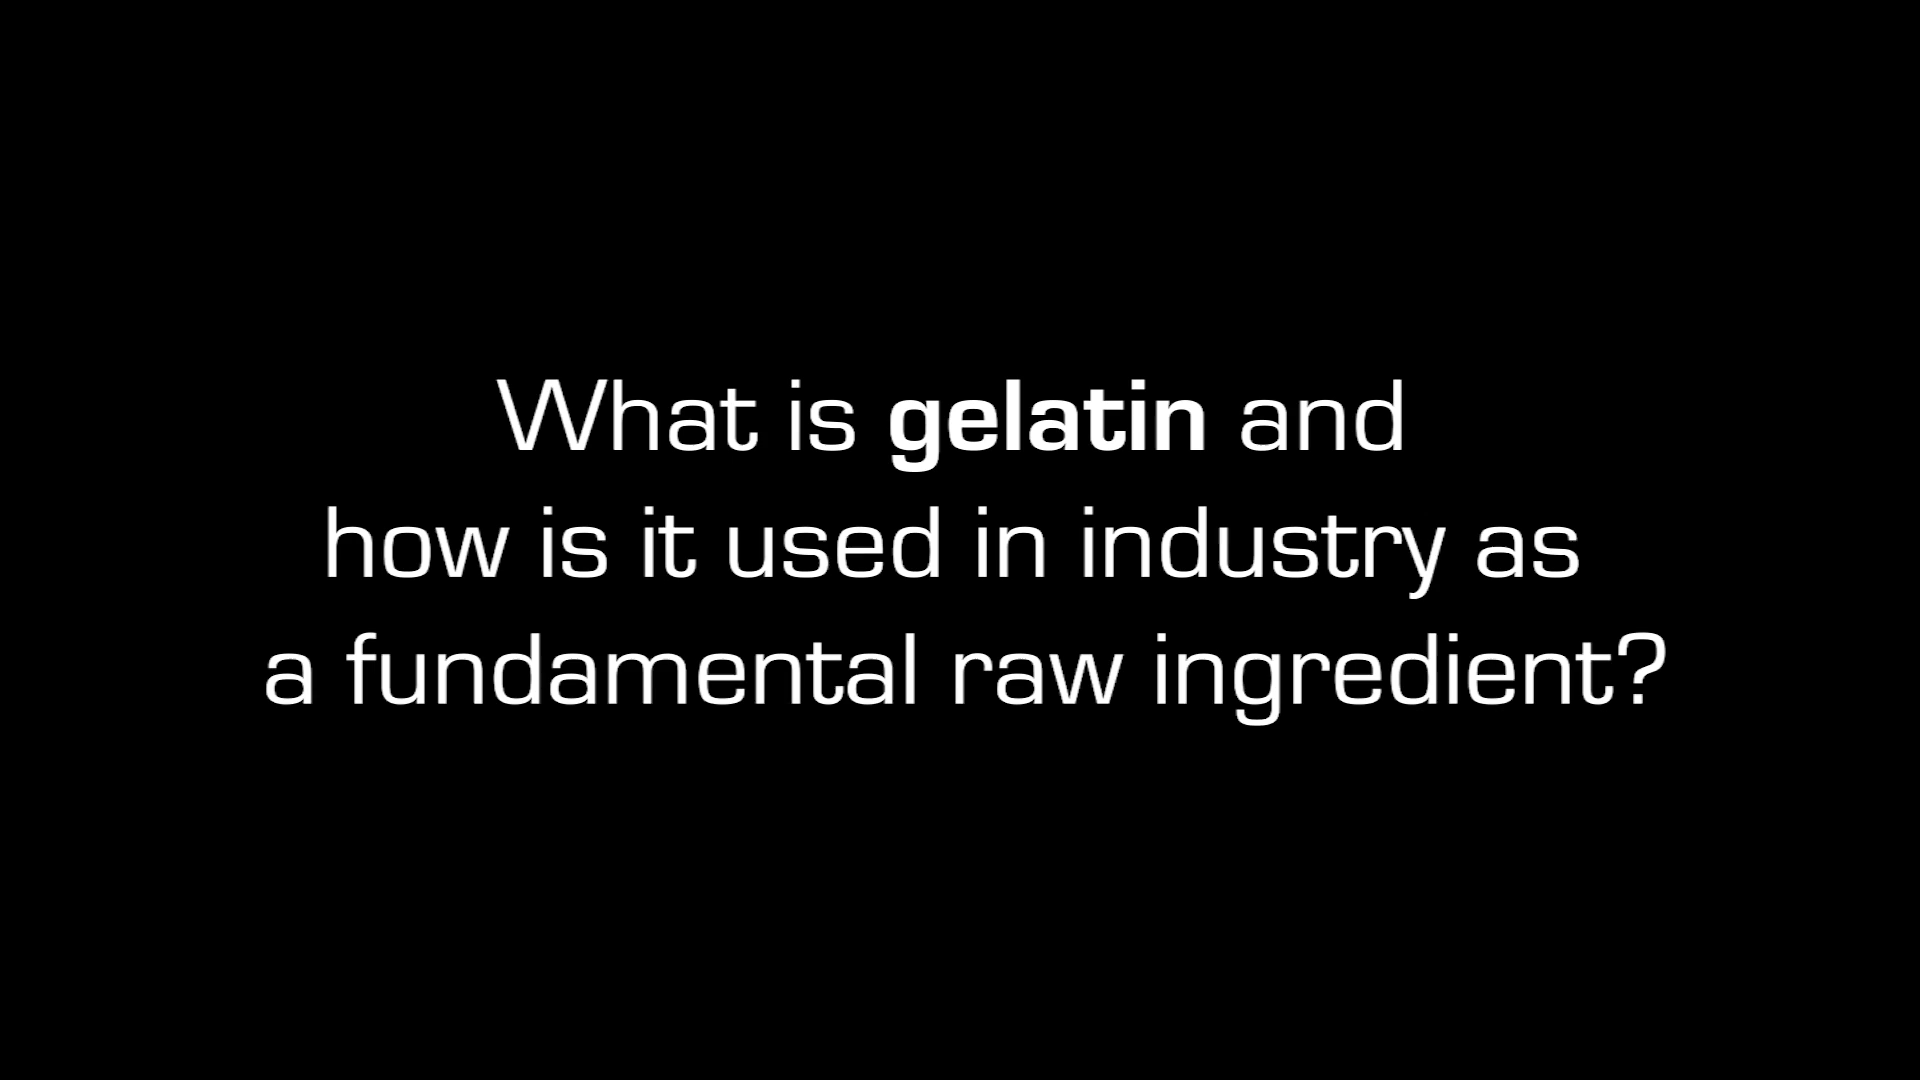 What is gelatin and
how is it used in industry as
a fundamental raw ingredient?